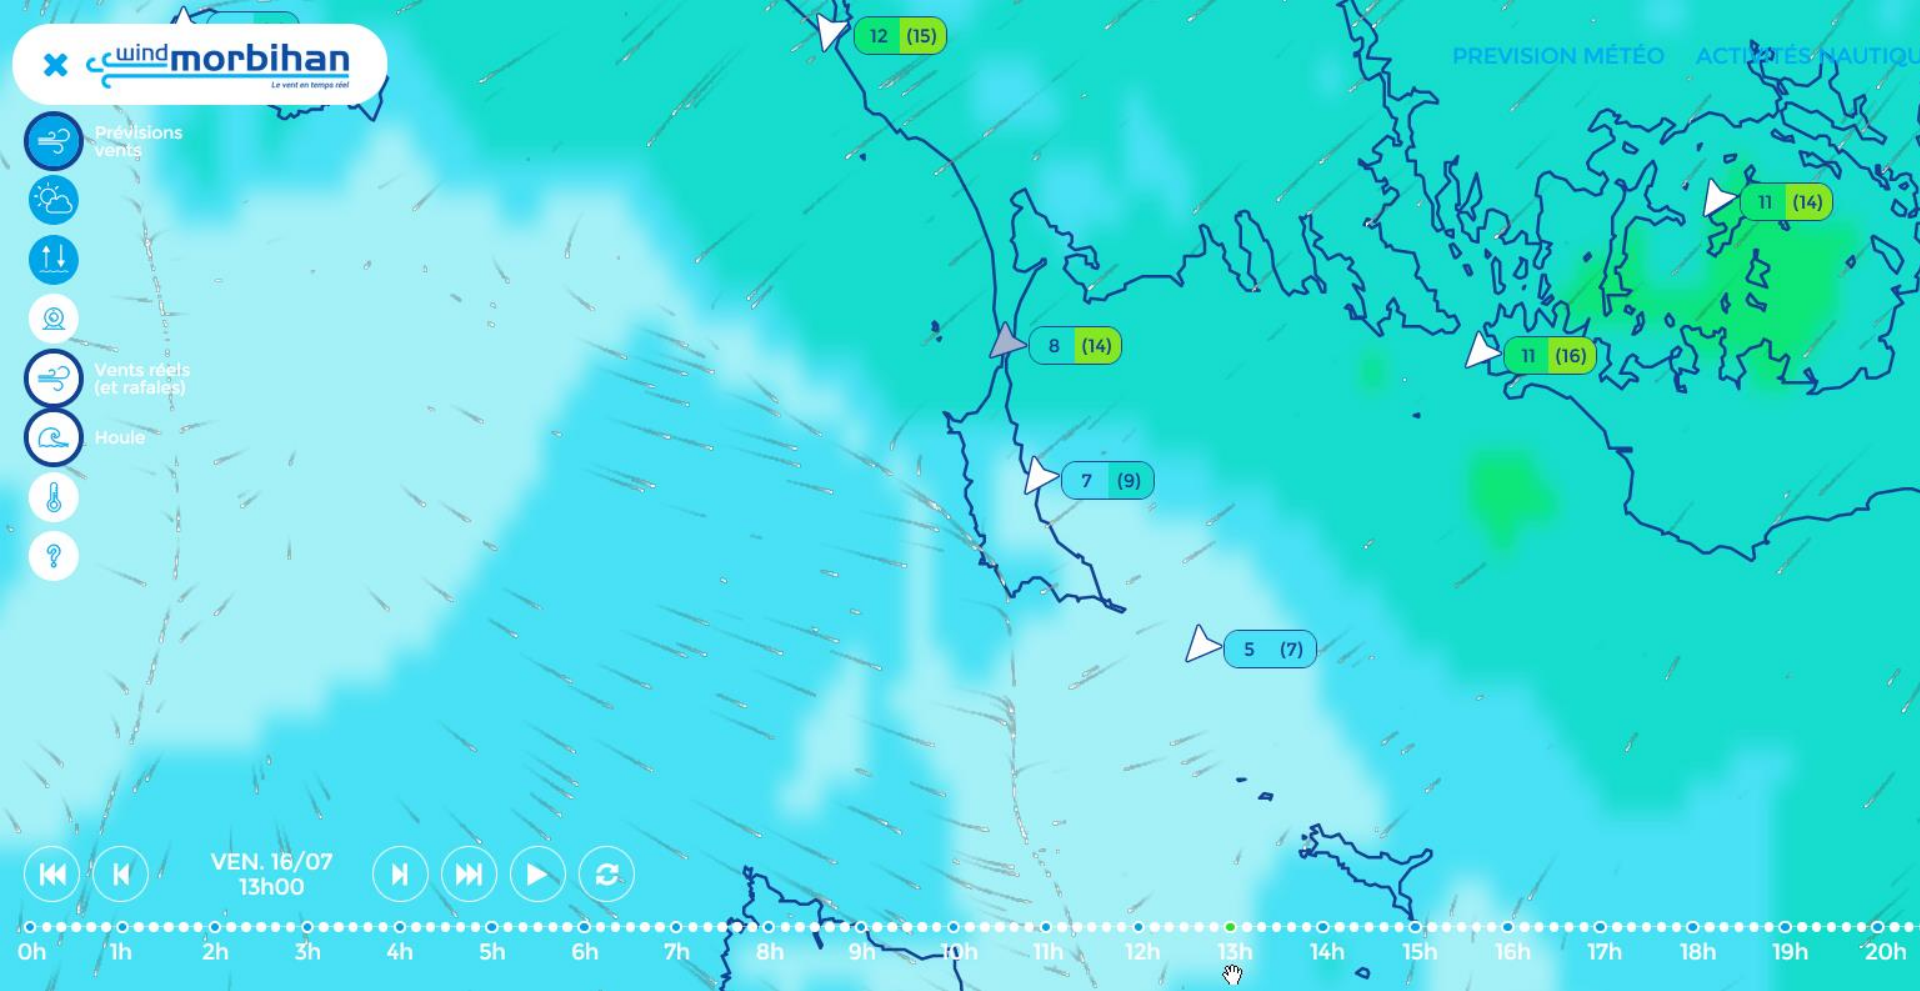 wind morbihan
Le vent en temps réel
PREVISION MÉTÉO
ACTIVITÉS NAUTIQU
Prévisions
vents
Vents réels
(et rafales)
Houle
12 (15)
11 (14)
8 (14)
11 (16)
7 (9)
5 (7)
VEN. 16/07
13h00
0h 1h 2h 3h 4h 5h 6h 7h 8h 9h 10h 11h 12h 13h 14h 15h 16h 17h 18h 19h 20h